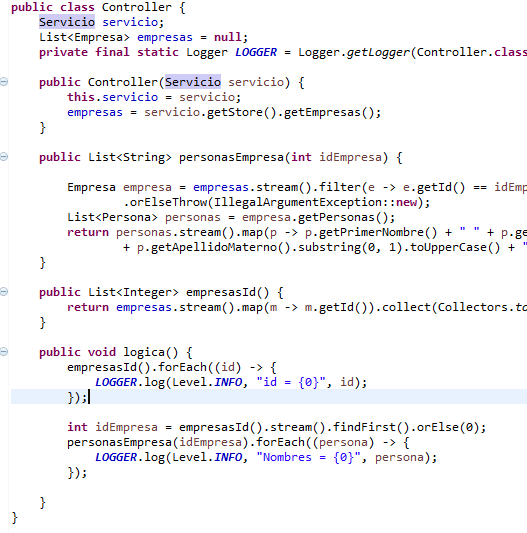 public class Controller {
    Servicio servicio;
    List<Empresa> empresas = null;
    private final static Logger LOGGER = Logger.getLogger(Controller.class
    public Controller(Servicio servicio) {
        this.servicio = servicio;
        empresas = servicio.getStore().getEmpresas();
    }
    public List<String> personasEmpresa(int idEmpresa) {
        Empresa empresa = empresas.stream().filter(e -> e.getId() == idEmp
                .orElseThrow(IllegalArgumentException::new);
        List<Persona> personas = empresa.getPersonas();
        return personas.stream().map(p -> p.getPrimerNombre() + " " + p.ge
                + p.getApellidoMaterno().substring(0, 1).toUpperCase() + "
    }
    public List<Integer> empresasId() {
        return empresas.stream().map(m -> m.getId()).collect(Collectors.to
    }
    public void logica() {
        empresasId().forEach((id) -> {
            LOGGER.log(Level.INFO, "id = {0}", id);
        });
        int idEmpresa = empresasId().stream().findFirst().orElse(0);
        personasEmpresa(idEmpresa).forEach((persona) -> {
            LOGGER.log(Level.INFO, "Nombres = {0}", persona);
        });
    }
}